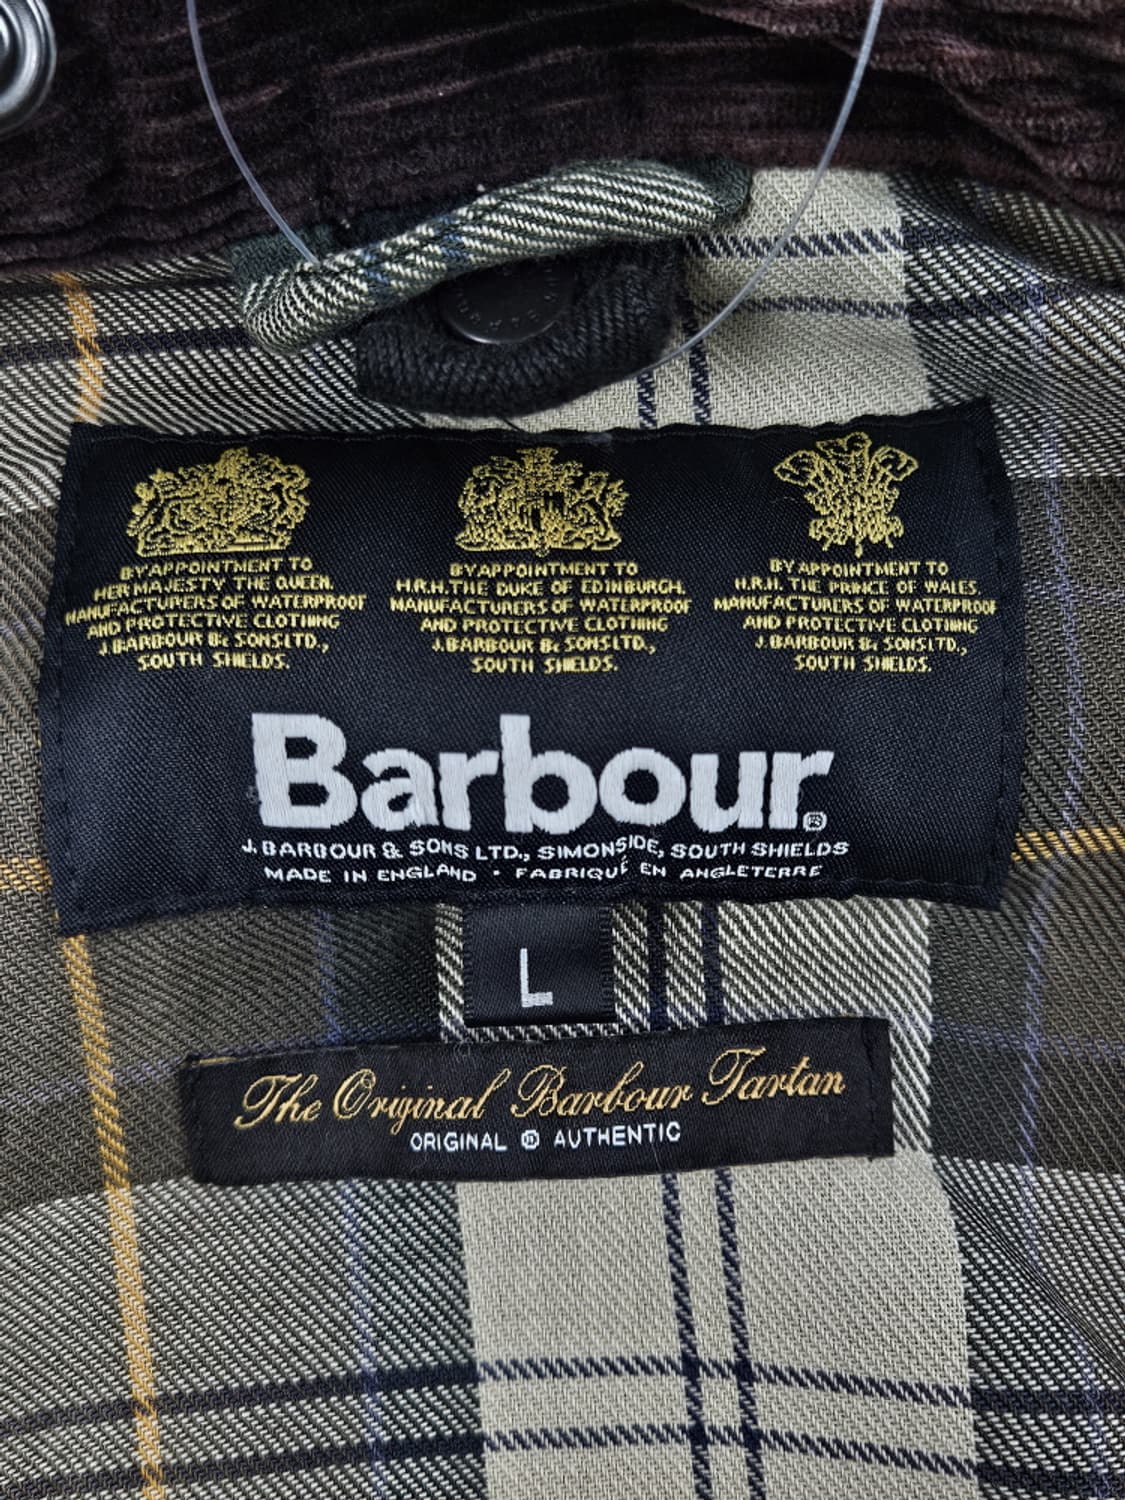 BY APPOINTMENT TO
HER MAJESTY THE QUEEN.
MANUFACTURERS OF WATERPROOF
AND PROTECTIVE CLOTHING
J.BARBOUR & SONS LTD.,
SOUTH SHIELDS.
BY APPOINTMENT TO
H.R.H. THE DUKE OF EDINBURGH.
MANUFACTURERS OF WATERPROOF
AND PROTECTIVE CLOTHING
J.BARBOUR & SONS LTD.,
SOUTH SHIELDS.
BY APPOINTMENT TO
H.R.H. THE PRINCE OF WALES.
MANUFACTURERS OF WATERPROOF
AND PROTECTIVE CLOTHING
J.BARBOUR & SONS LTD.,
SOUTH SHIELDS.
Barbour®
J. BARBOUR & SONS LTD., SIMONSIDE, SOUTH SHIELDS
MADE IN ENGLAND · FABRIQUÉ EN ANGLETERRE
L
The Original Barbour Tartan
ORIGINAL ® AUTHENTIC